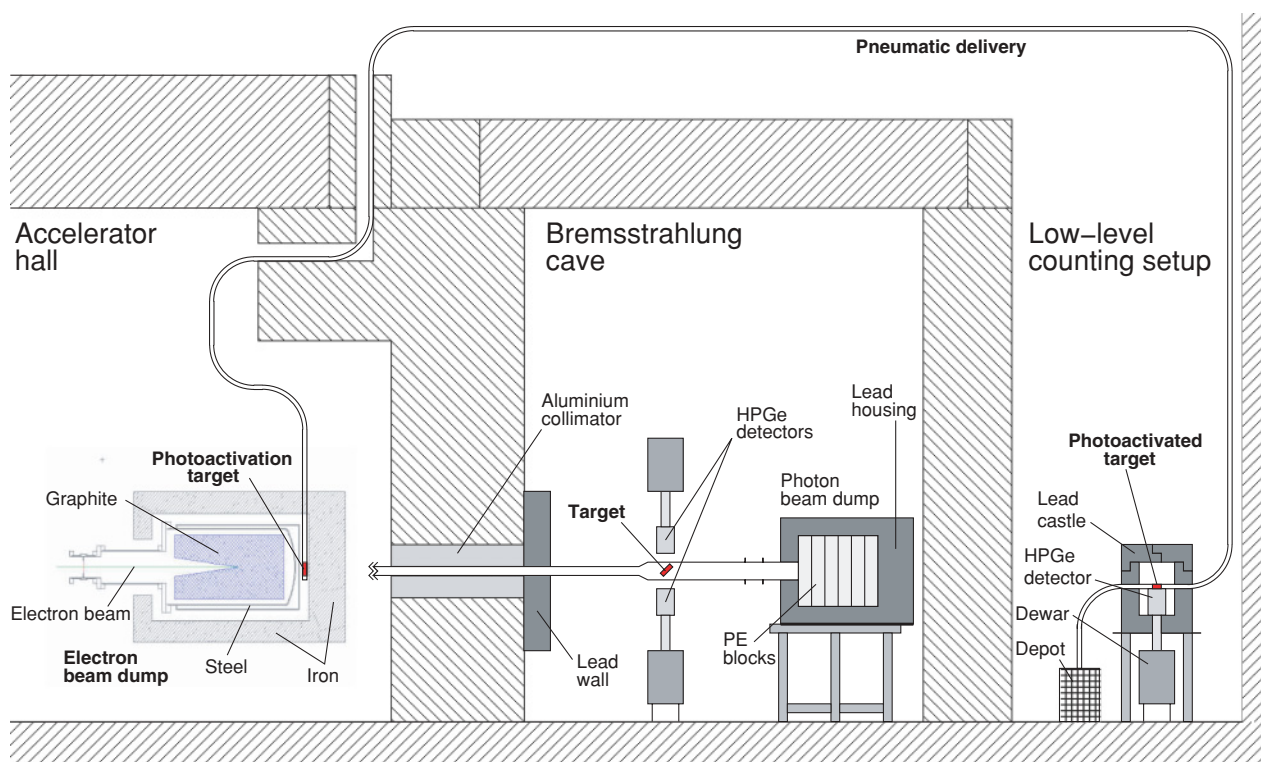 Pneumatic delivery
Accelerator
hall
Bremsstrahlung
cave
Low−level
counting setup
Aluminium
collimator
HPGe
detectors
Lead
housing
Photoactivation
target
Graphite
Photon
beam dump
Target
Photoactivated
target
Lead
castle
HPGe
detector
Dewar
Depot
Electron beam
Electron
beam dump
Steel
Iron
Lead
wall
PE
blocks